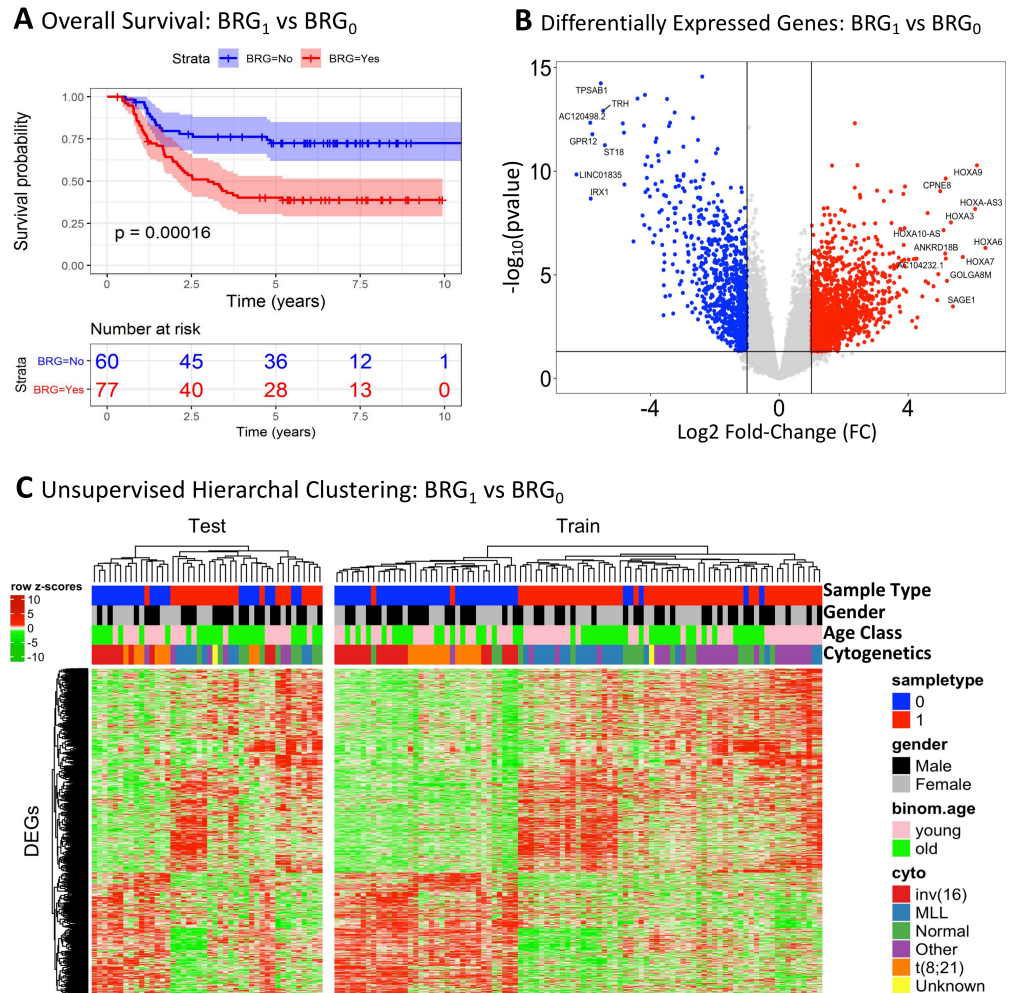 A Overall Survival: BRG1 vs BRG0
Strata BRG=No BRG=Yes
Survival probability
1.00
0.75
0.50
0.25
0.00
p = 0.00016
0 2.5 5 7.5 10
Time (years)
Number at risk
Strata
BRG=No 60 45 36 12 1
BRG=Yes 77 40 28 13 0
0 2.5 5 7.5 10
Time (years)
B Differentially Expressed Genes: BRG1 vs BRG0
-log10(pvalue)
15
10
5
0
TPSAB1
TRH
AC120498.2
GPR12
ST18
LINC01835
IRX1
HOXA9
CPNE8
HOXA-AS3
HOXA3
HOXA10-AS
HOXA6
ANKRD18B
HOXA7
AC104232.1
GOLGA8M
SAGE1
-4 0 4
Log2 Fold-Change (FC)
C Unsupervised Hierarchal Clustering: BRG1 vs BRG0
Test Train
row z-scores
10
5
0
-5
-10
Sample Type
Gender
Age Class
Cytogenetics
DEGs
sampletype
0
1
gender
Male
Female
binom.age
young
old
cyto
inv(16)
MLL
Normal
Other
t(8;21)
Unknown